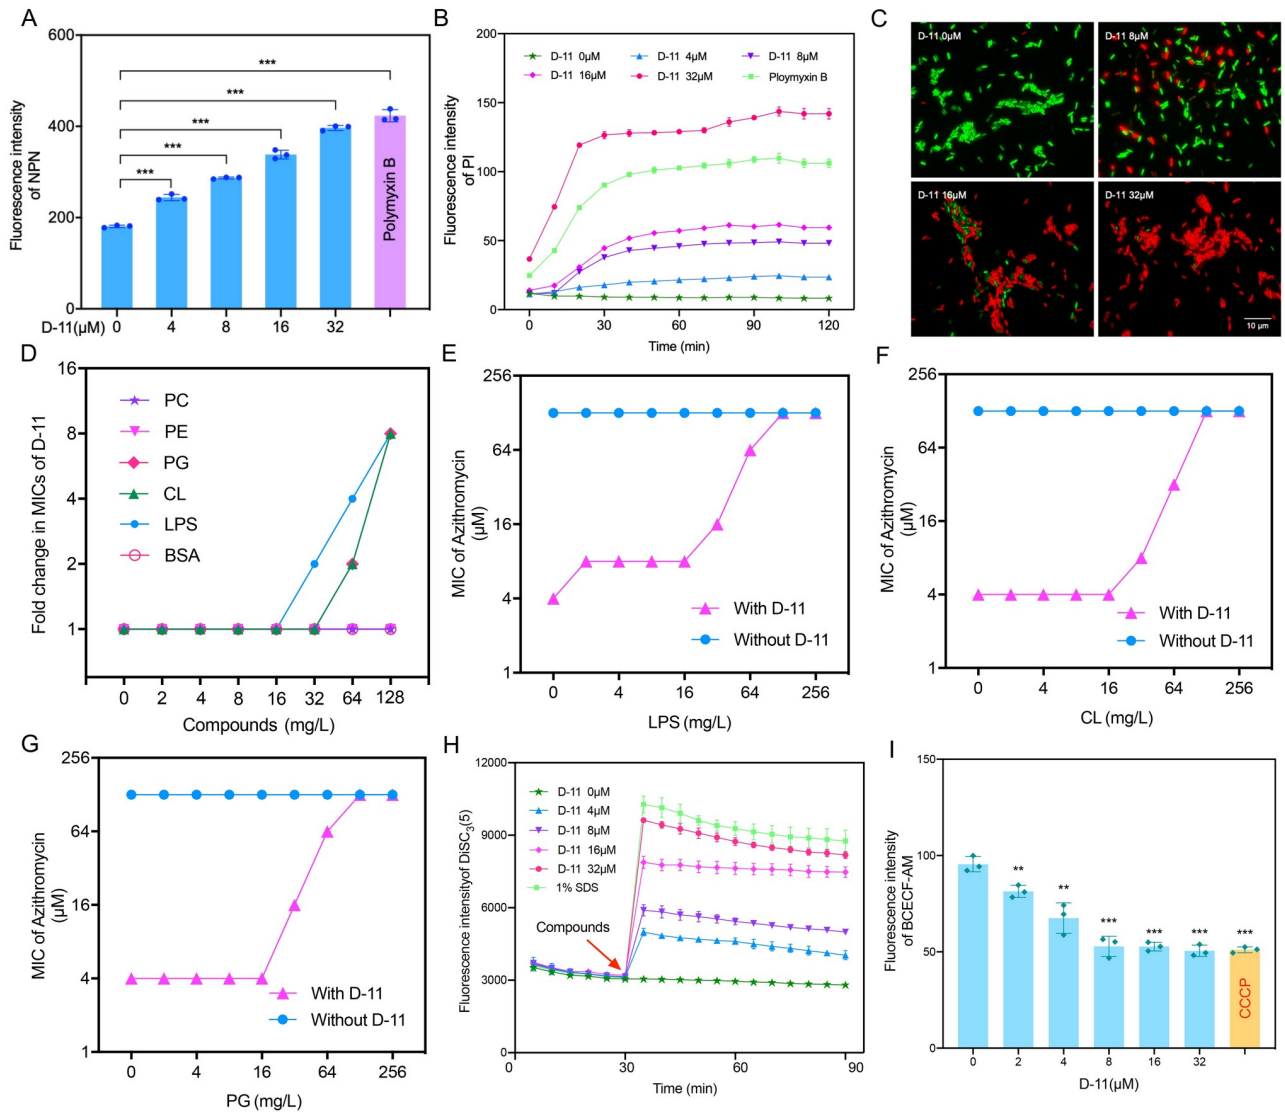 A
Fluorescence intensity
of NPN
600
400
200
0
***
***
***
***
***
Polymyxin B
D-11(μM)
0
4
8
16
32
B
Fluorescence intensity
of PI
200
150
100
50
0
D-11 0μM
D-11 4μM
D-11 8μM
D-11 16μM
D-11 32μM
Ploymyxin B
0
30
60
90
120
Time (min)
C
D-11 0μM
D-11 8μM
D-11 16μM
D-11 32μM
10 μm
D
Fold change in MICs of D-11
16
8
4
2
1
PC
PE
PG
CL
LPS
BSA
0
2
4
8
16
32
64
128
Compounds (mg/L)
E
MIC of Azithromycin
(μM)
256
64
16
4
1
With D-11
Without D-11
0
4
16
64
256
LPS (mg/L)
F
MIC of Azithromycin
(μM)
256
64
16
4
1
With D-11
Without D-11
0
4
16
64
256
CL (mg/L)
G
MIC of Azithromycin
(μM)
256
64
16
4
1
With D-11
Without D-11
0
4
16
64
256
PG (mg/L)
H
Fluorescence intensityof DiSC3(5)
12000
9000
6000
3000
0
D-11 0μM
D-11 4μM
D-11 8μM
D-11 16μM
D-11 32μM
1% SDS
Compounds
0
30
60
90
Time (min)
I
Fluorescence intensity
of BCECF-AM
150
100
50
0
**
**
***
***
***
***
CCCP
0
2
4
8
16
32
D-11(μM)